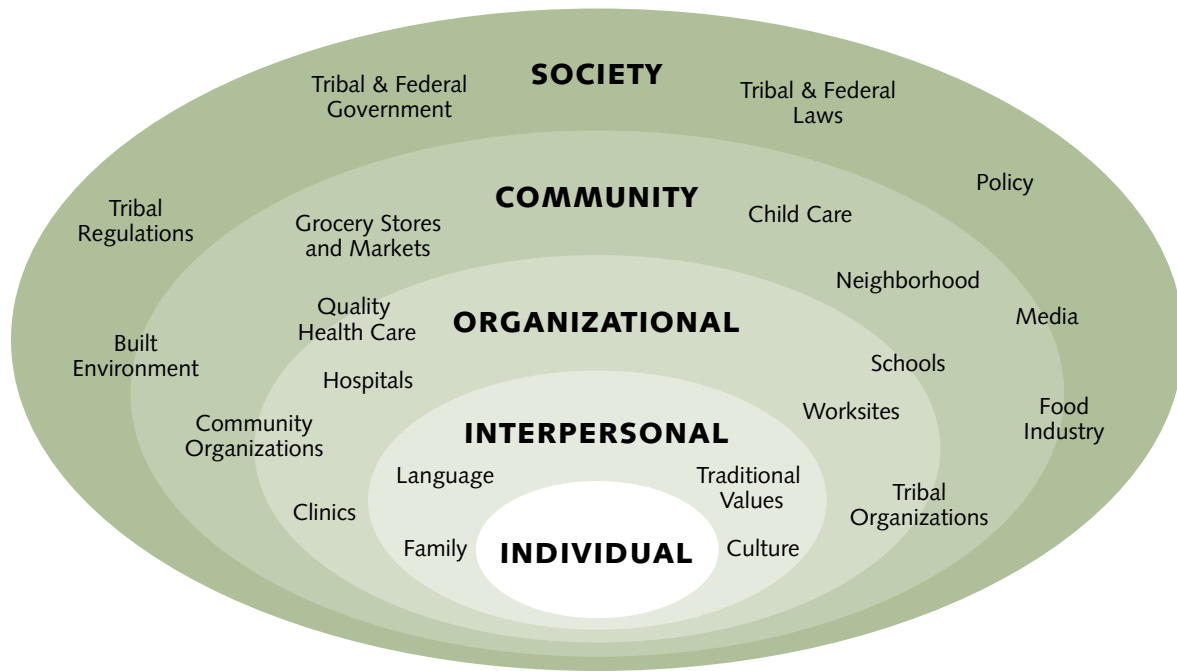 SOCIETY
Tribal & Federal
Government
Tribal & Federal
Laws
Policy
Tribal
Regulations
COMMUNITY
Grocery Stores
and Markets
Child Care
Neighborhood
Media
Built
Environment
ORGANIZATIONAL
Quality
Health Care
Hospitals
Schools
Worksites
Food
Industry
Community
Organizations
INTERPERSONAL
Language
Traditional
Values
Clinics
Tribal
Organizations
Family
INDIVIDUAL
Culture